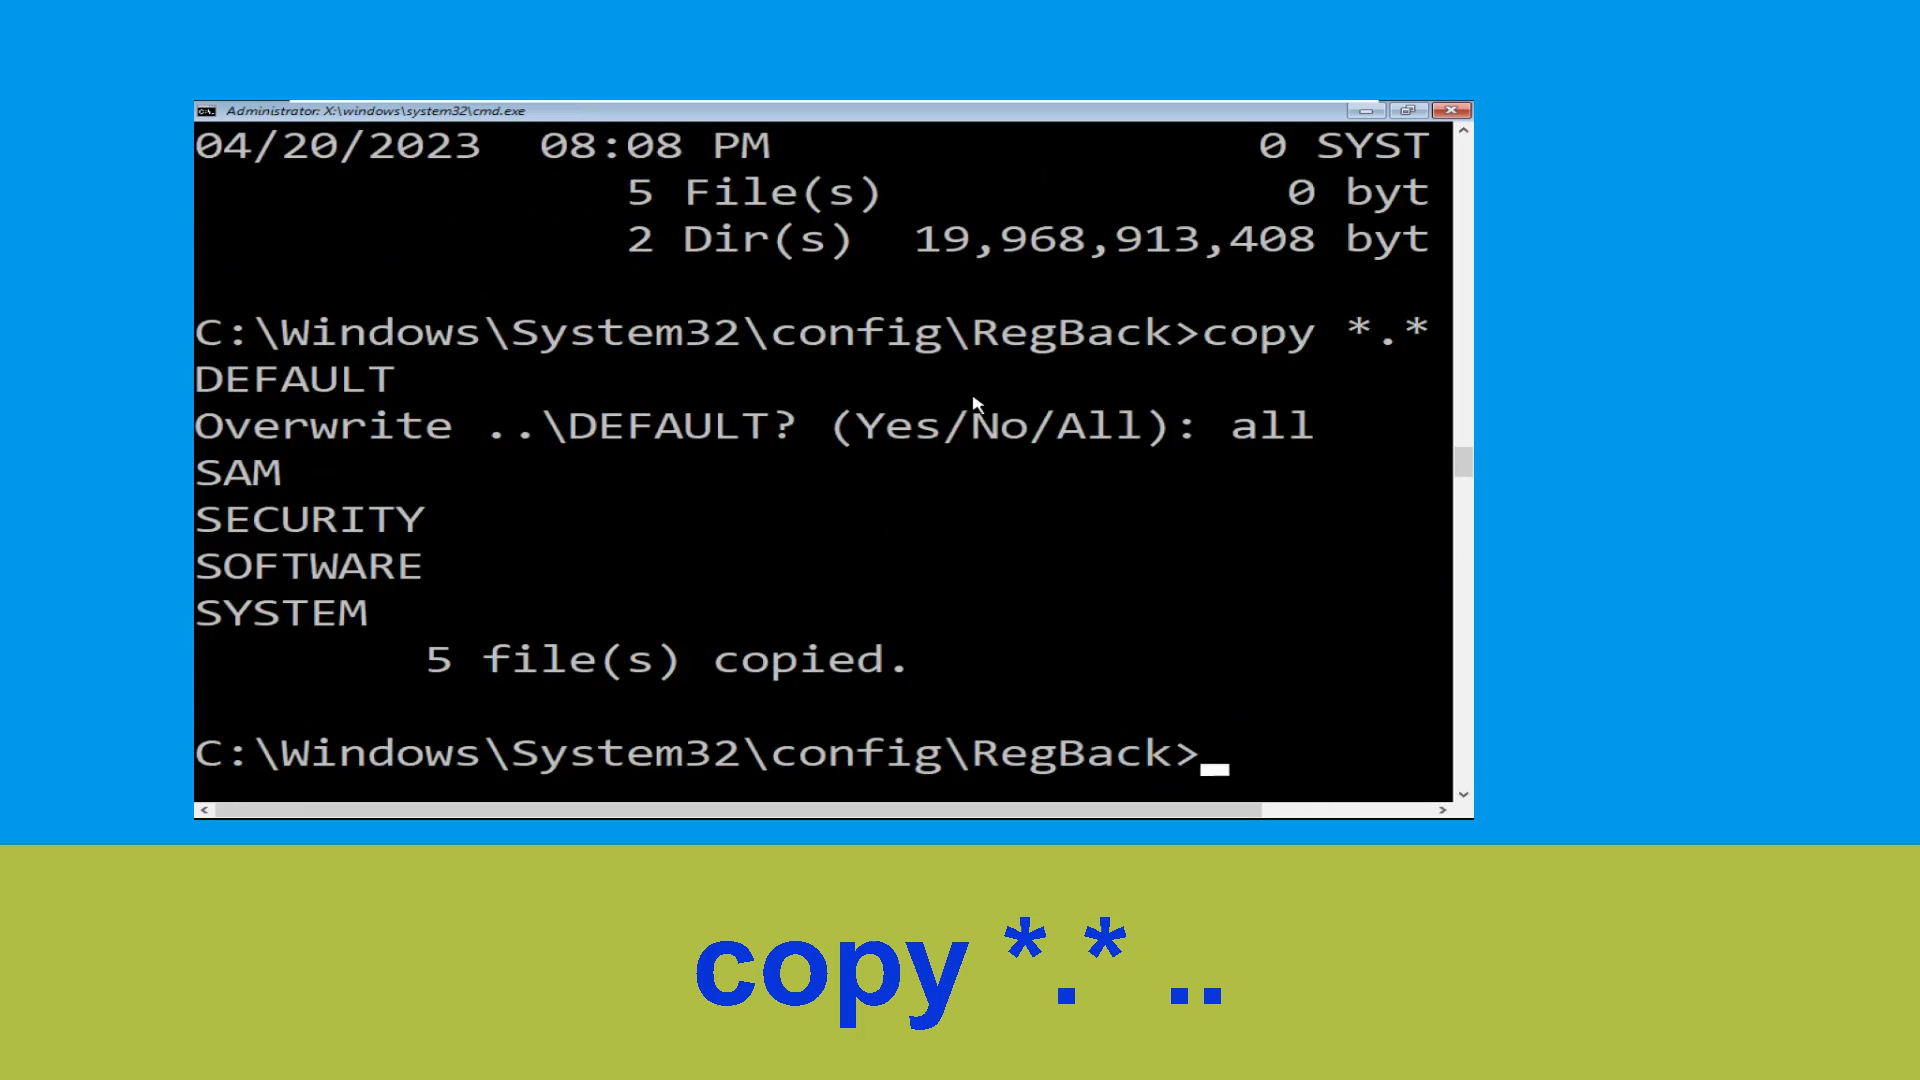 Administrator: X:\windows\system32\cmd.exe
04/20/2023  08:08 PM                 0 SYST
5 File(s)              0 byt
2 Dir(s)  19,968,913,408 byt
C:\Windows\System32\config\RegBack>copy *.*
DEFAULT
Overwrite ..\DEFAULT? (Yes/No/All): all
SAM
SECURITY
SOFTWARE
SYSTEM
5 file(s) copied.
C:\Windows\System32\config\RegBack>
copy *.* ..